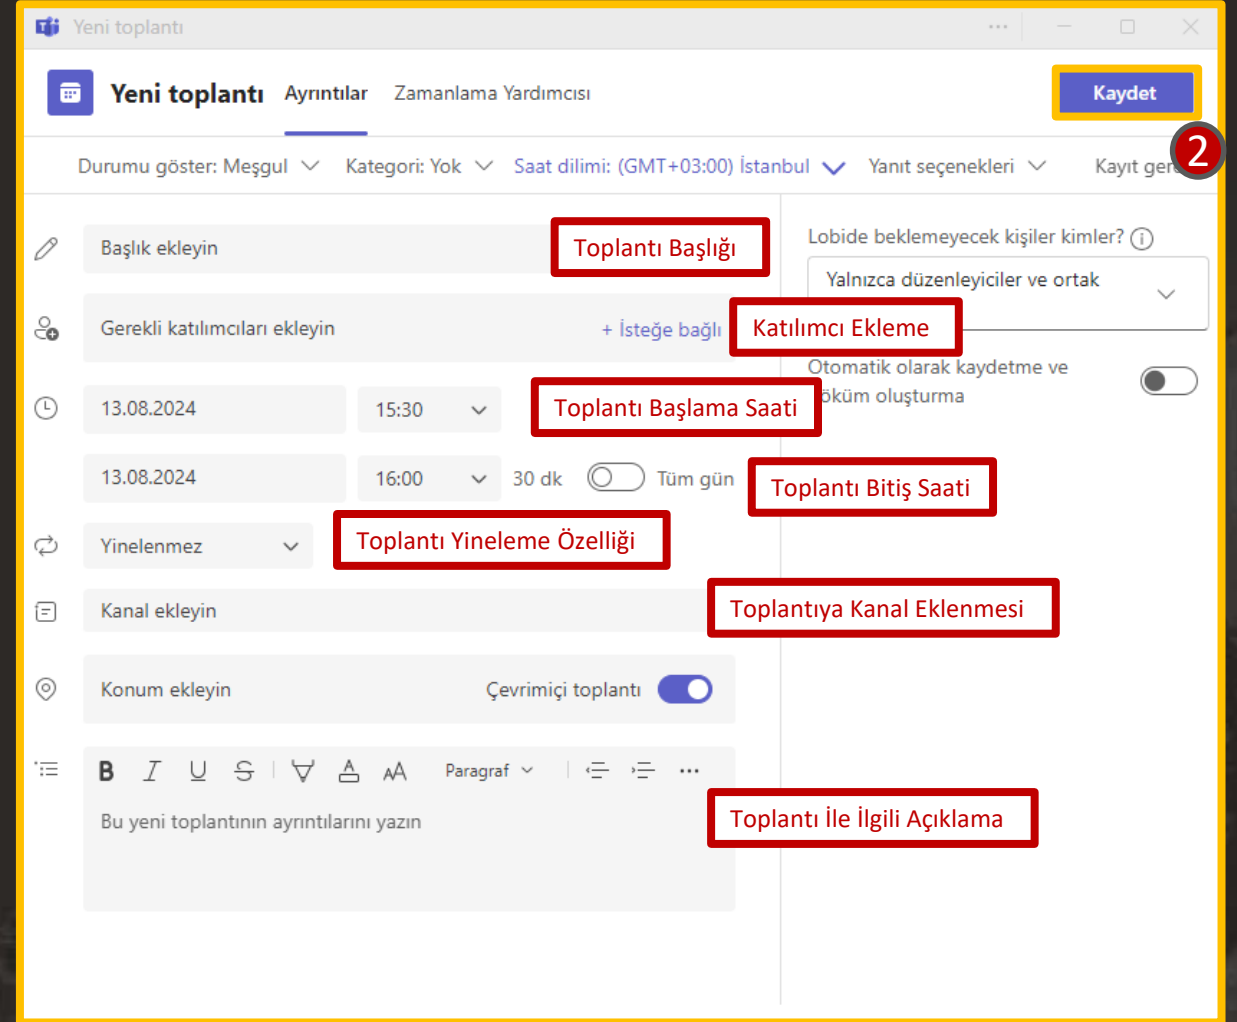 Yeni toplantı
Yeni toplantı Ayrıntılar Zamanlama Yardımcısı Kaydet
2
Durumu göster: Meşgul Kategori: Yok Saat dilimi: (GMT+03:00) İstanbul Yanıt seçenekleri Kayıt
Başlık ekleyin
Toplantı Başlığı
Lobide beklemeyecek kişiler kimler?
Yalnızca düzenleyiciler ve ortak
Gerekli katılımcıları ekleyin + İsteğe bağlı
Katılımcı Ekleme
Otomatik olarak kaydetme ve
oluşturma
13.08.2024 15:30
Toplantı Başlama Saati
13.08.2024 16:00 30 dk Tüm gün
Toplantı Bitiş Saati
Yinelenmez
Toplantı Yineleme Özelliği
Kanal ekleyin
Toplantıya Kanal Eklenmesi
Konum ekleyin Çevrimiçi toplantı
B I U S A AA Paragraf
Bu yeni toplantının ayrıntılarını yazın
Toplantı İle İlgili Açıklama